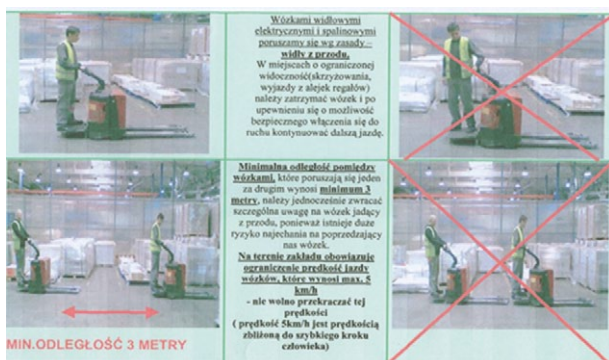 Wózkami widłowymi
elektrycznymi i spalinowymi
poruszamy się wg zasady –
widły z przodu.
W miejscach o ograniczonej
widoczność(skrzyżowania,
wyjazdy z alejek regałów)
należy zatrzymać wózek i po
upewnieniu się o możliwość
bezpiecznego włączenia się do
ruchu kontynuować dalszą jazdę.
Minimalna odległość pomiędzy
wózkami, które poruszają się jeden
za drugim wynosi minimum 3
metry, należy jednocześnie zwracać
szczególna uwagę na wózek jadący
z przodu, ponieważ istnieje duże
ryzyko najechania na poprzedzający
nas wózek.
Na terenie zakładu obowiązuje
ograniczenie prędkość jazdy
wózków, które wynosi max. 5
km/h
- nie wolno przekraczać tej
prędkości
( prędkość 5km/h jest prędkością
zbliżoną do szybkiego kroku
człowieka)
MIN.ODLEGŁOŚĆ 3 METRY